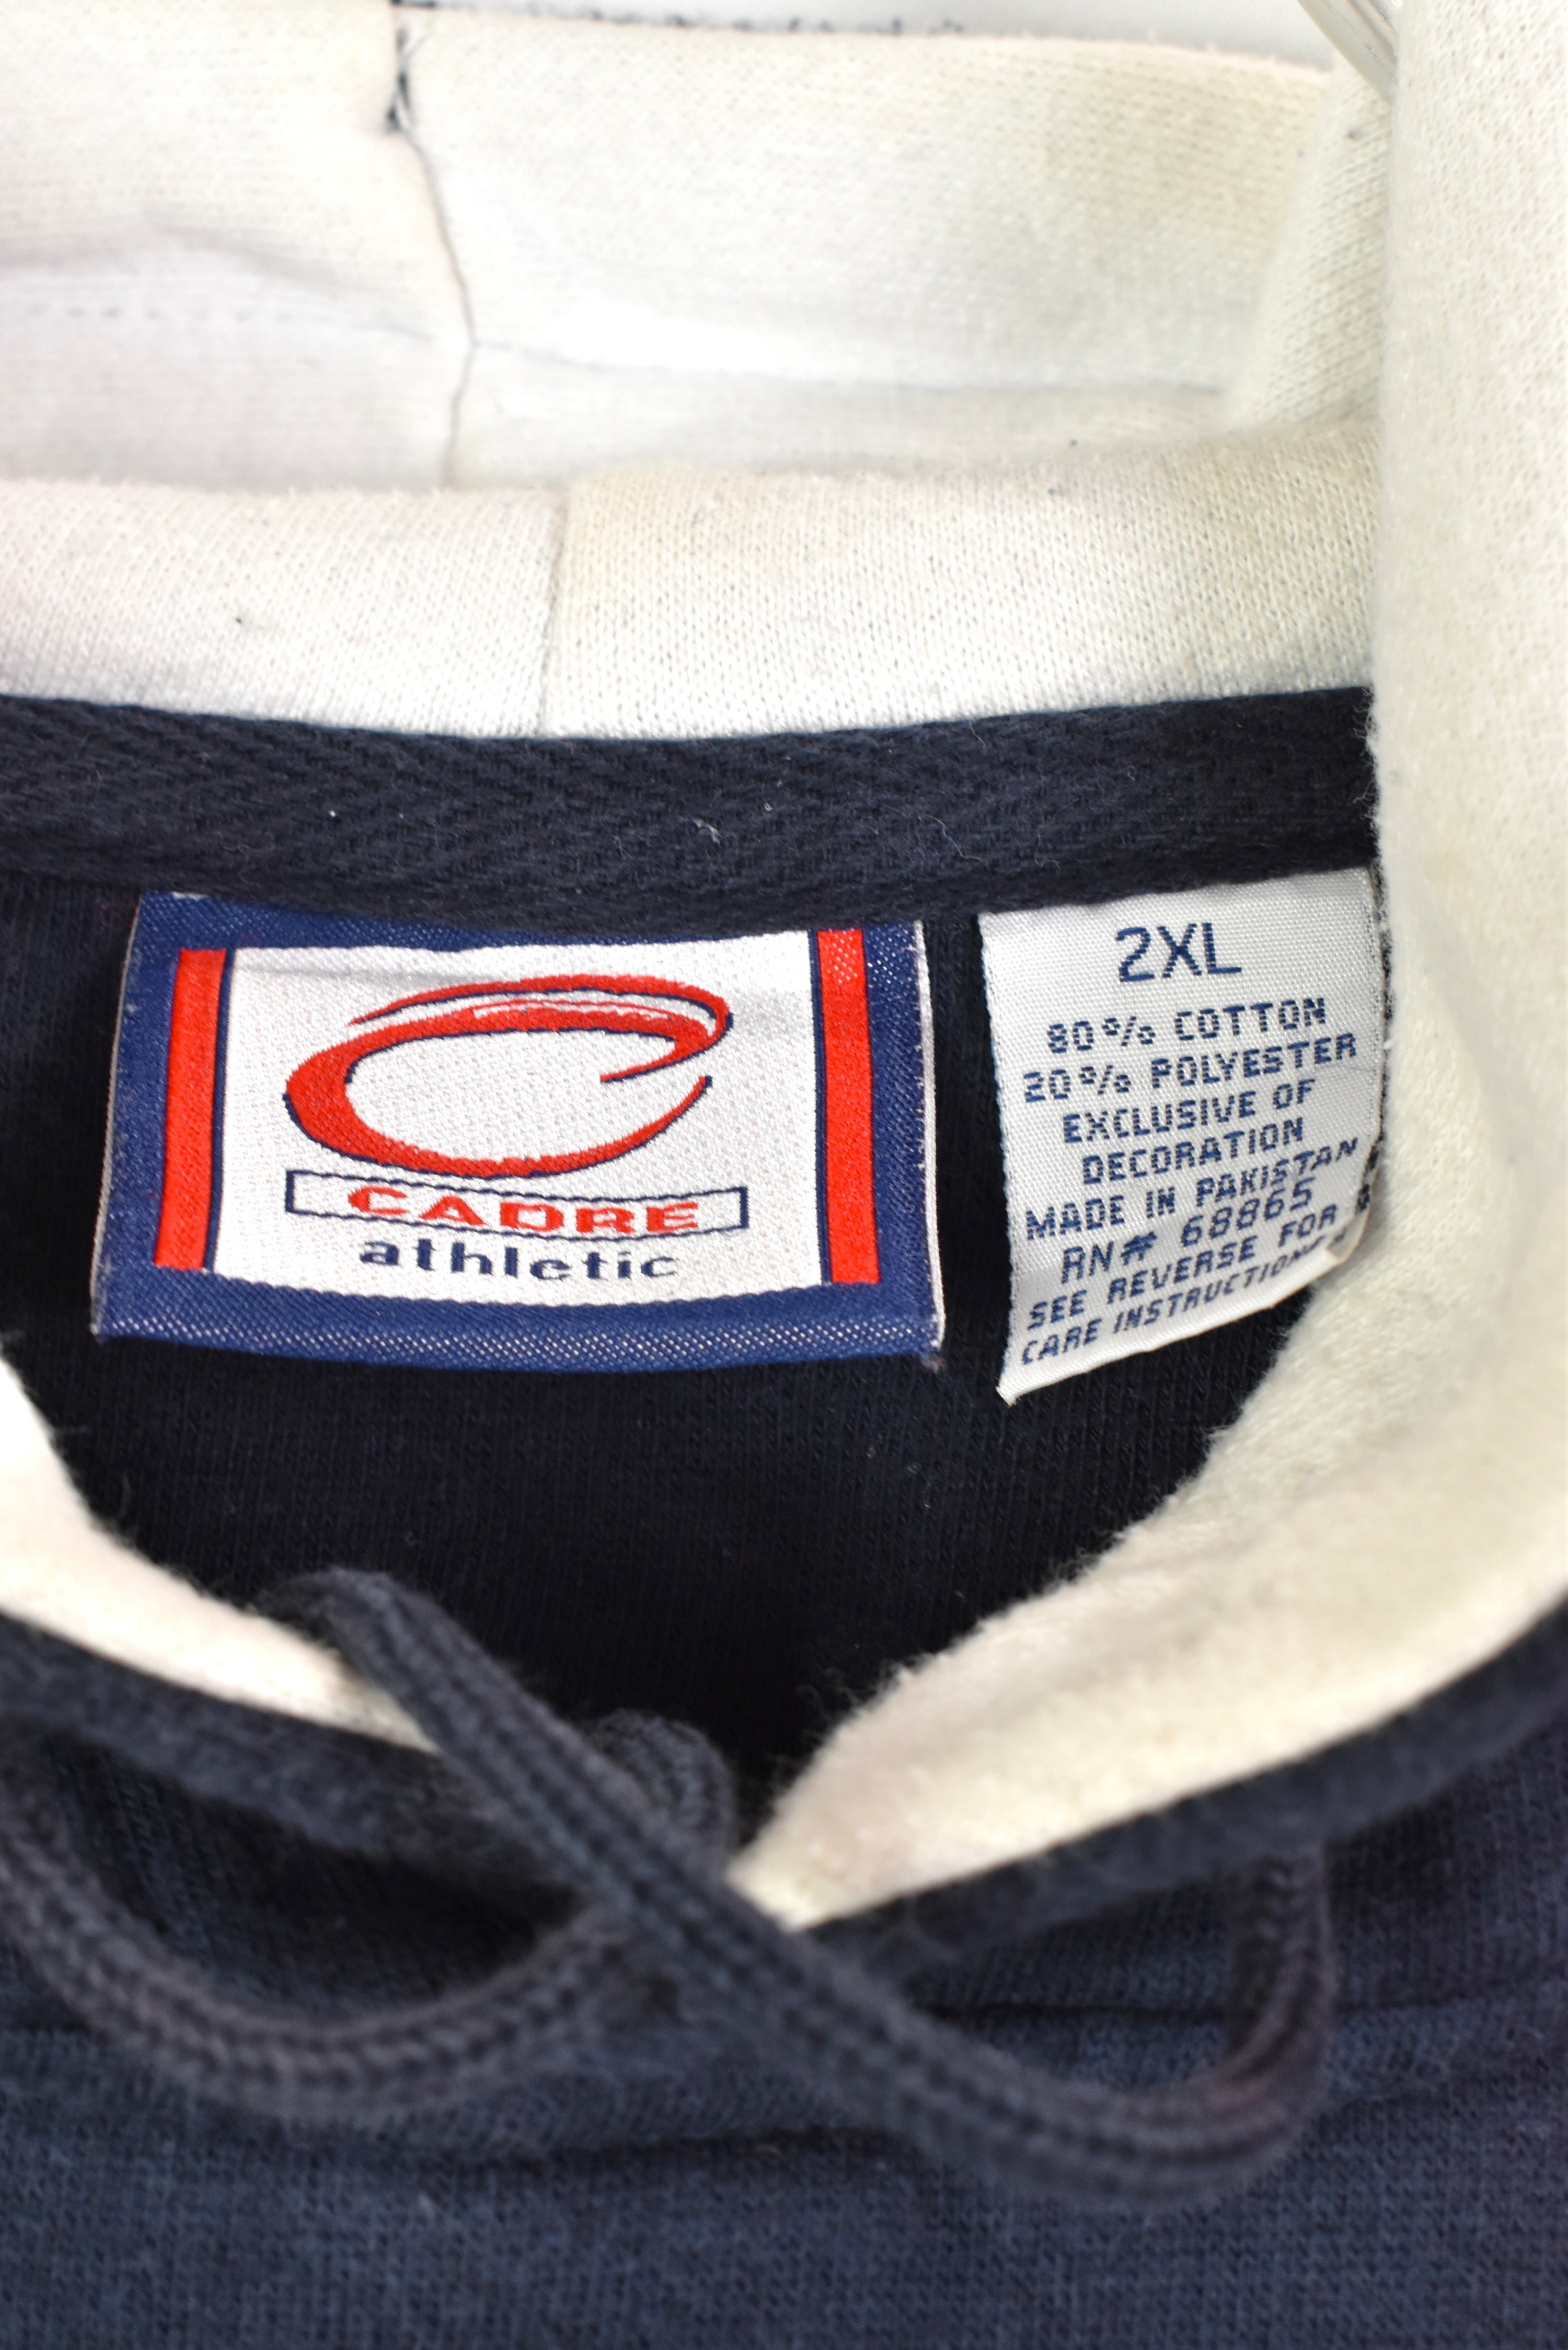 CADRE
athletic
2XL
80% COTTON
20% POLYESTER
EXCLUSIVE OF
DECORATION
MADE IN PAKISTAN
RN# 68865
SEE REVERSE FOR
CARE INSTRUCTION